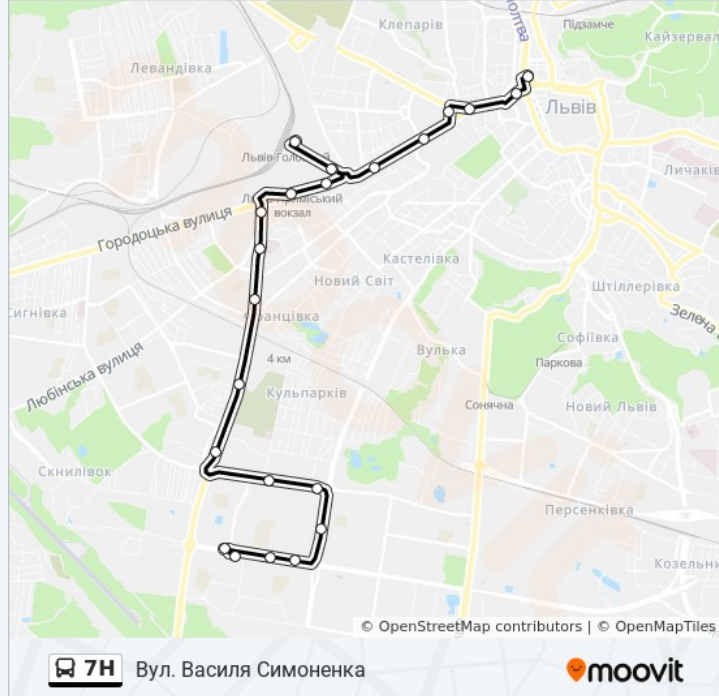 Клепарів
Підзамче
Кайзервал
Левандівка
олтва
Львів
Львів-Головний
Личаків
вокзал
Городоцька вулиця
Кастелівка
Новий Світ
Штіллерівка
Зелена в
Сигнівка
Францівка
Софіївка
4 км
Вулька
Паркова
Любінська вулиця
Кульпарків
Сонячна
Новий Львів
Скнилівок
Персенківка
Козельни
© OpenStreetMap contributors | © OpenMapTiles
7Н Вул. Василя Симоненка
moovit